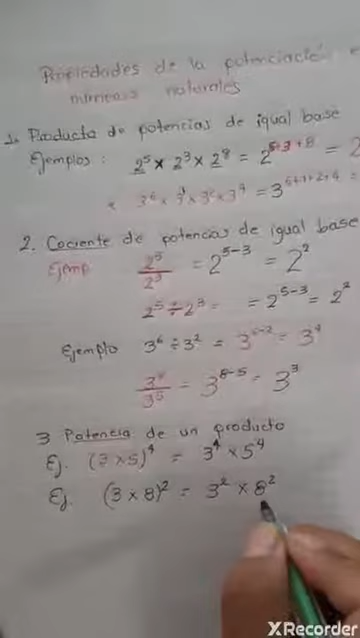 Propiedades de la potenciación e
números naturales
1. Producto de potencias de igual base
Ejemplos: 2⁵ × 2³ × 2⁸ = 2⁵⁺³⁺⁸ = 2
= 3
2. Cociente de potencias de igual base
Ejemp 2⁵/2³ = 2⁵⁻³ = 2²
2⁵ ÷ 2³ = = 2⁵⁻³ = 2²
Ejemplo 3⁶ ÷ 3² = 3⁶⁻² = 3⁴
3⁸/3⁵ = 3⁸⁻⁵ = 3³
3 Potencia de un producto
Ej. (3 × 5)⁴ = 3⁴ × 5⁴
Ej. (3 × 8)² = 3² × 8²
XRecorder